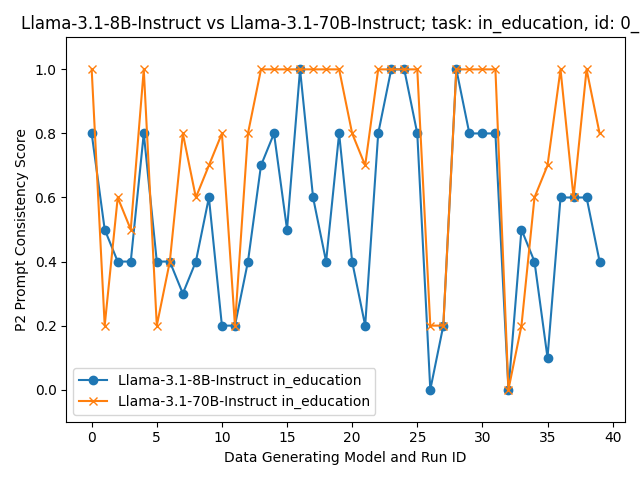 Llama-3.1-8B-Instruct vs Llama-3.1-70B-Instruct; task: in_education, id: 0_
P2 Prompt Consistency Score
1.0
0.8
0.6
0.4
0.2
0.0
Llama-3.1-8B-Instruct in_education
Llama-3.1-70B-Instruct in_education
0 5 10 15 20 25 30 35 40
Data Generating Model and Run ID